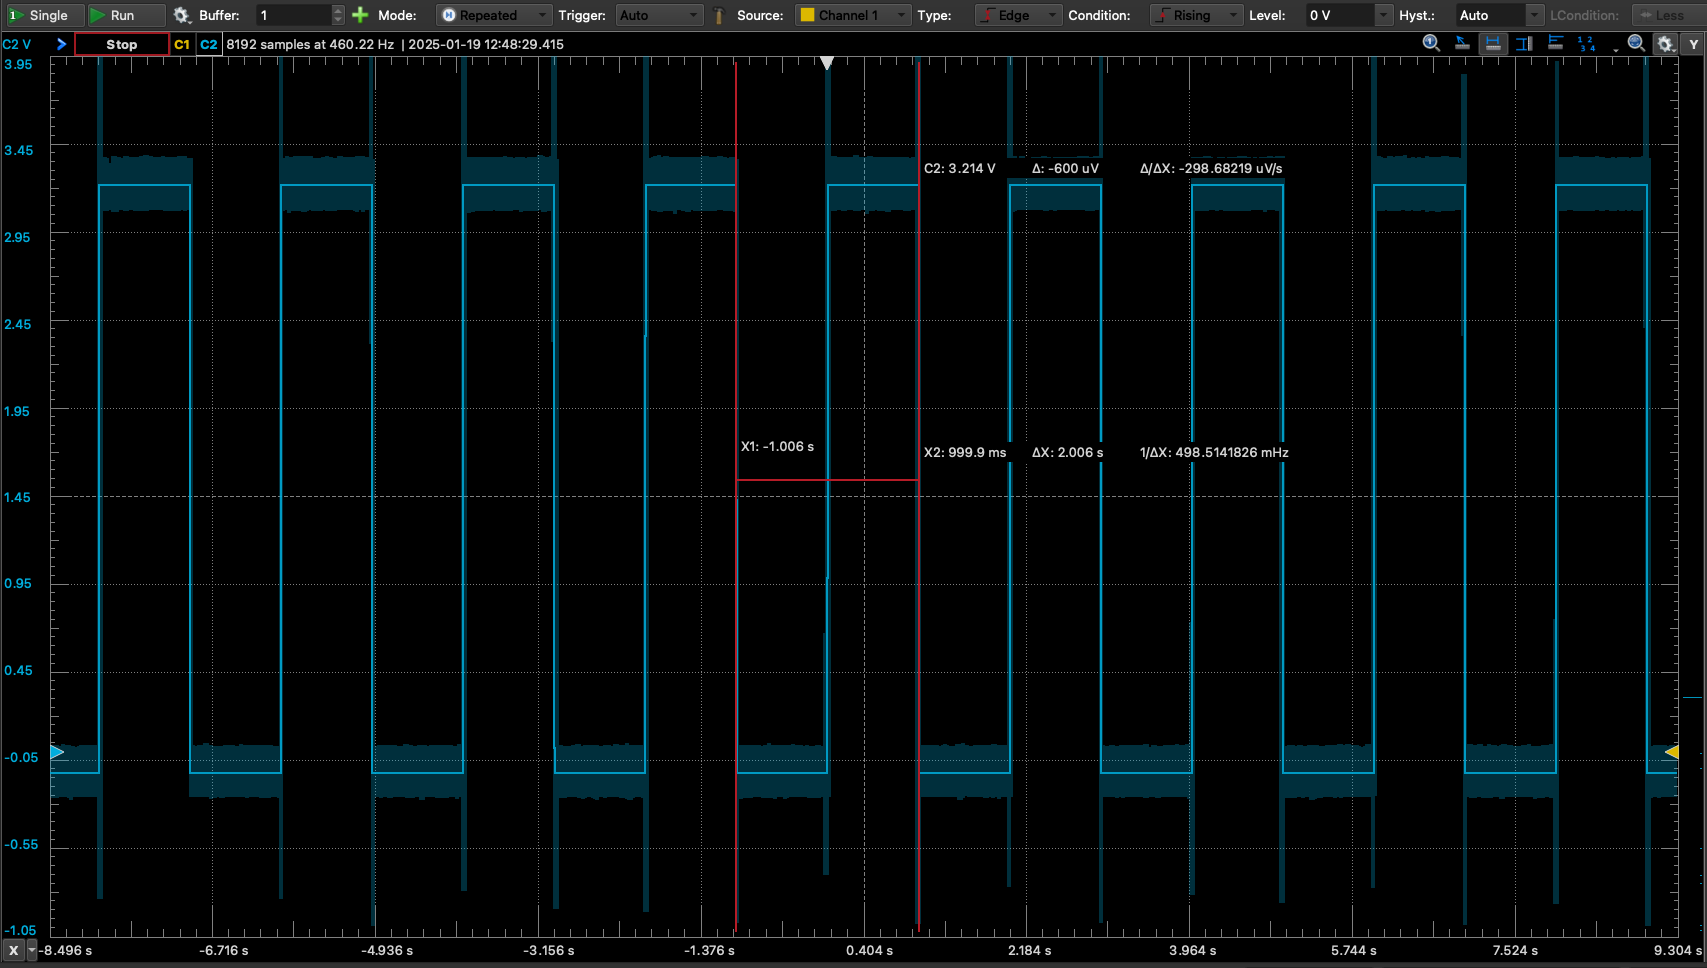 Single Run Buffer: 1 Mode: Repeated Trigger: Auto Source: Channel 1 Type: Edge Condition: Rising Level: 0 V Hyst.: Auto LCondition: Less
C2 V Stop C1 C2 8192 samples at 460.22 Hz | 2025-01-19 12:48:29.415 Y
3.95
3.45
C2: 3.214 V Δ: -600 uV Δ/ΔX: -298.68219 uV/s
2.95
2.45
1.95
X1: -1.006 s X2: 999.9 ms ΔX: 2.006 s 1/ΔX: 498.5141826 mHz
1.45
0.95
0.45
-0.05
-0.55
-1.05
X -8.496 s -6.716 s -4.936 s -3.156 s -1.376 s 0.404 s 2.184 s 3.964 s 5.744 s 7.524 s 9.304 s